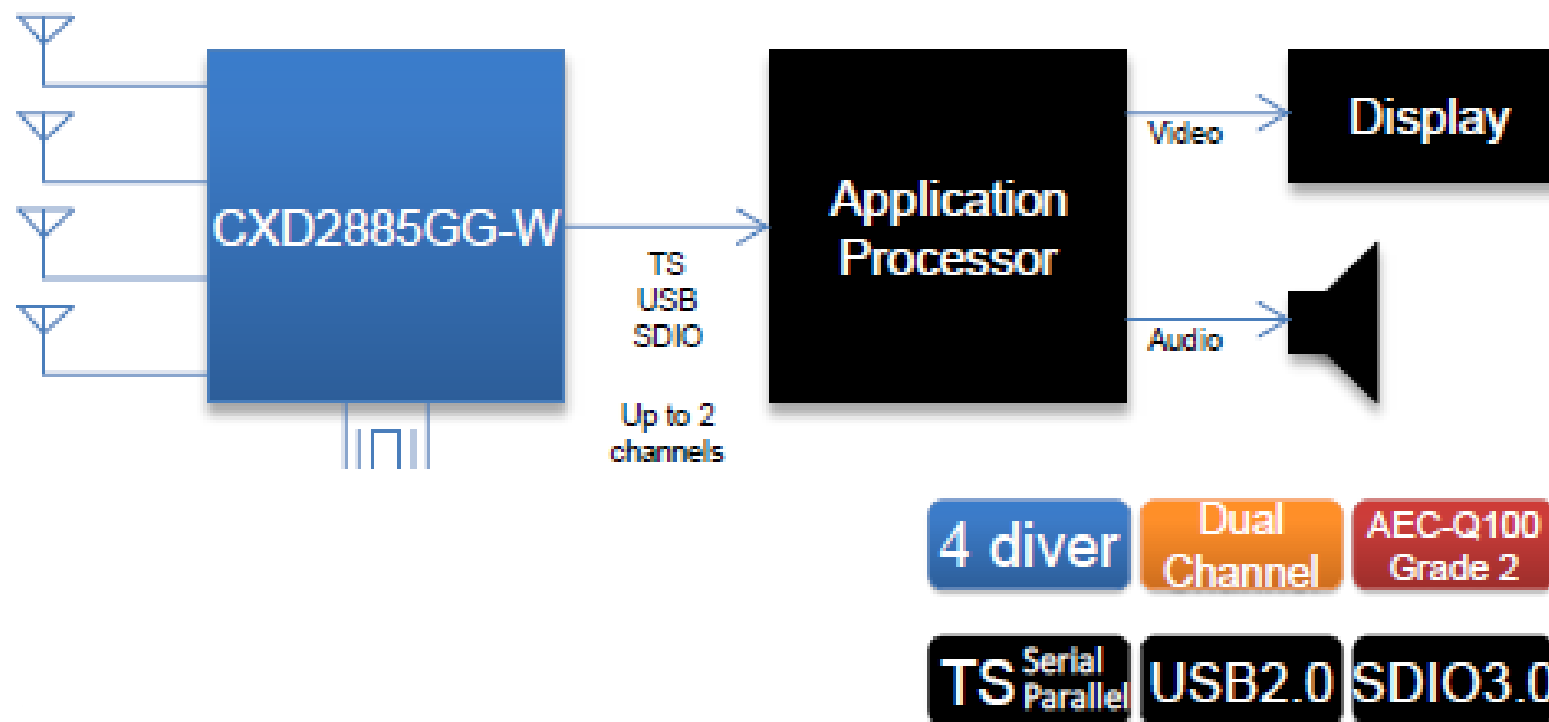 CXD2885GG-W
TS
USB
SDIO
Up to 2
channels
Application
Processor
Video
Audio
Display
4 diver
Dual
Channel
AEC-Q100
Grade 2
TS Serial
Parallel
USB2.0
SDIO3.0